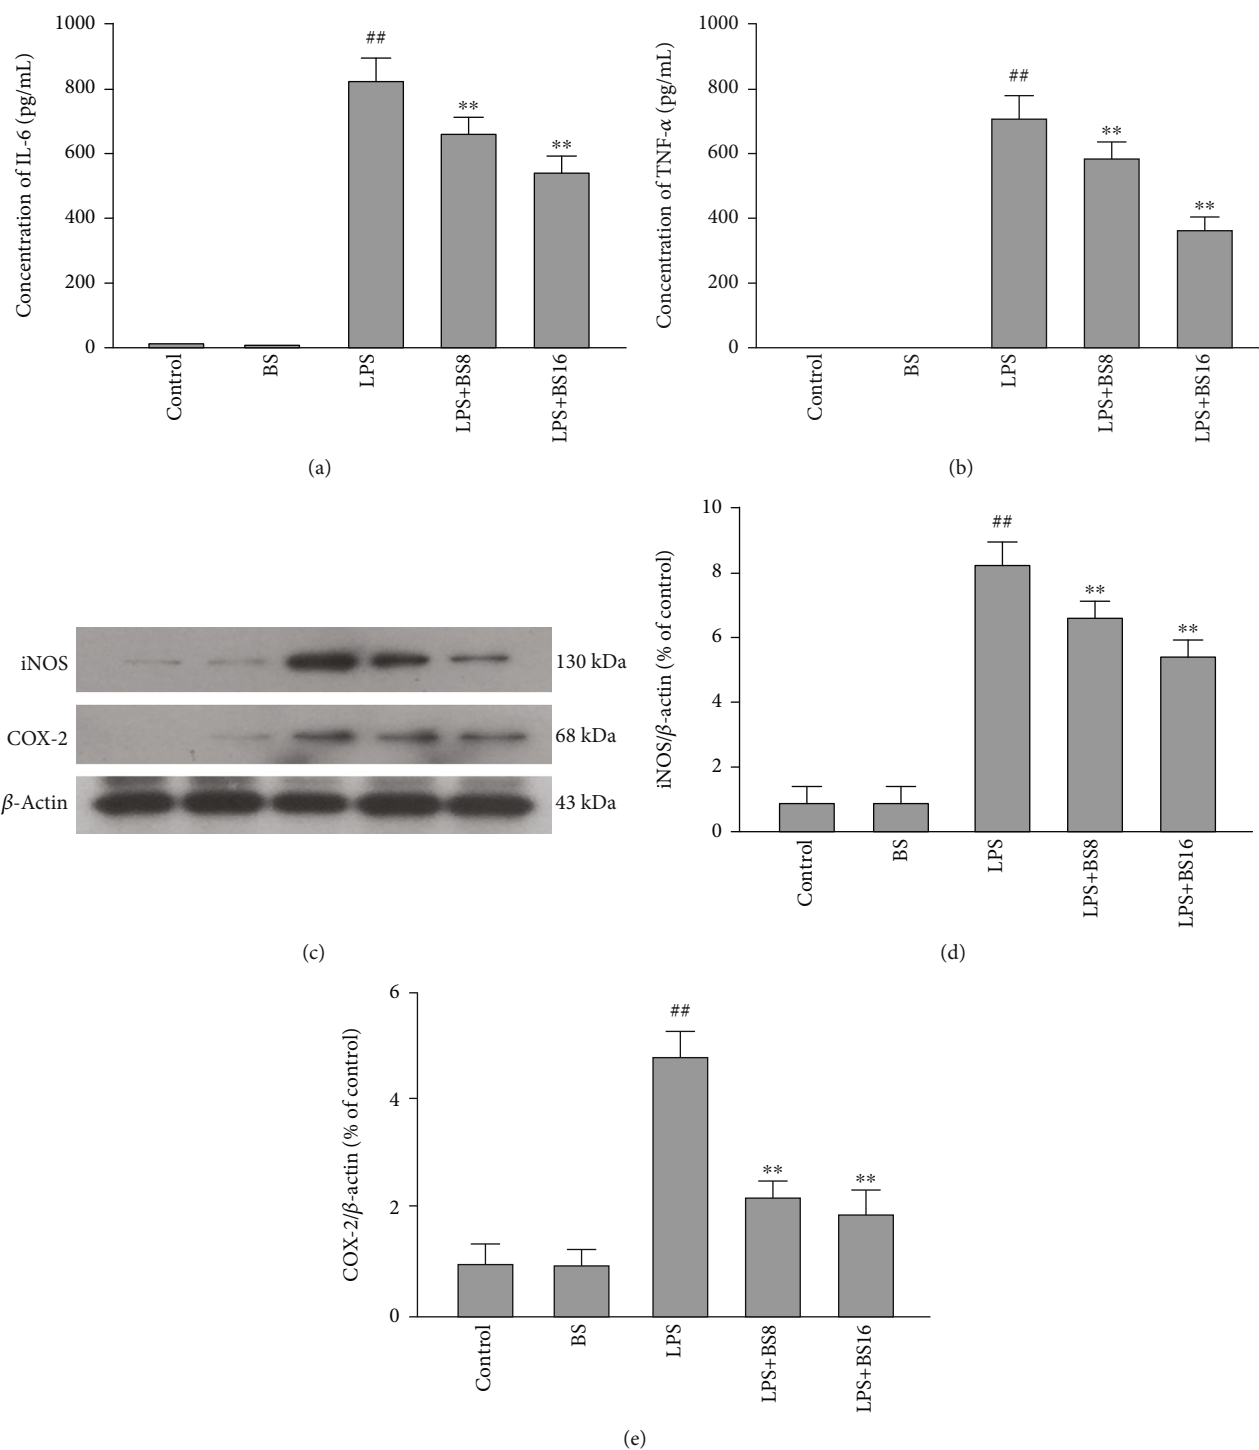 Concentration of IL-6 (pg/mL)
1000
800
600
400
200
0
##
**
**
Control
BS
LPS
LPS+BS8
LPS+BS16
(a)
Concentration of TNF-α (pg/mL)
1000
800
600
400
200
0
##
**
**
Control
BS
LPS
LPS+BS8
LPS+BS16
(b)
iNOS
130 kDa
COX-2
68 kDa
β-Actin
43 kDa
(c)
iNOS/β-actin (% of control)
10
8
6
4
2
0
##
**
**
Control
BS
LPS
LPS+BS8
LPS+BS16
(d)
COX-2/β-actin (% of control)
6
4
2
0
##
**
**
Control
BS
LPS
LPS+BS8
LPS+BS16
(e)